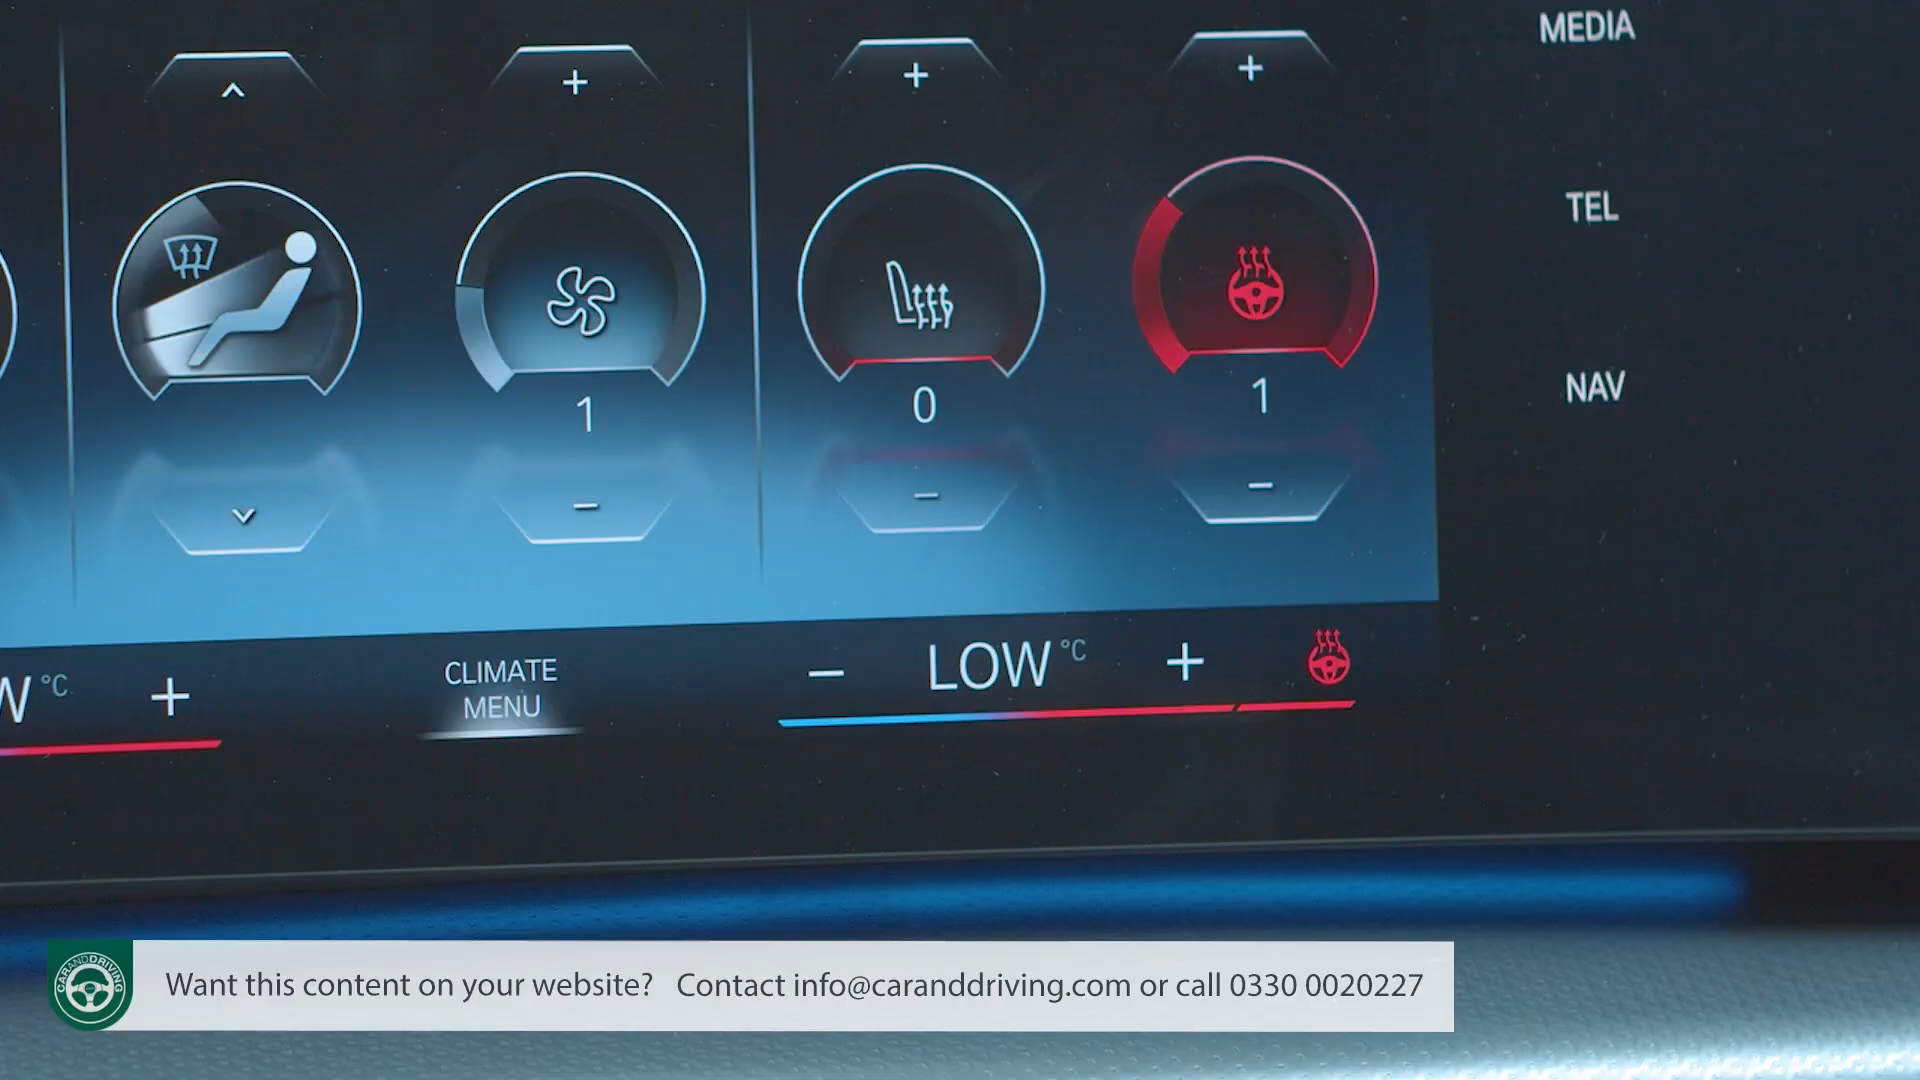 MEDIA
TEL
NAV
1
0
1
W °C +
CLIMATE
MENU
− LOW °C +
CARANDDRIVING
Want this content on your website? Contact info@caranddriving.com or call 0330 0020227